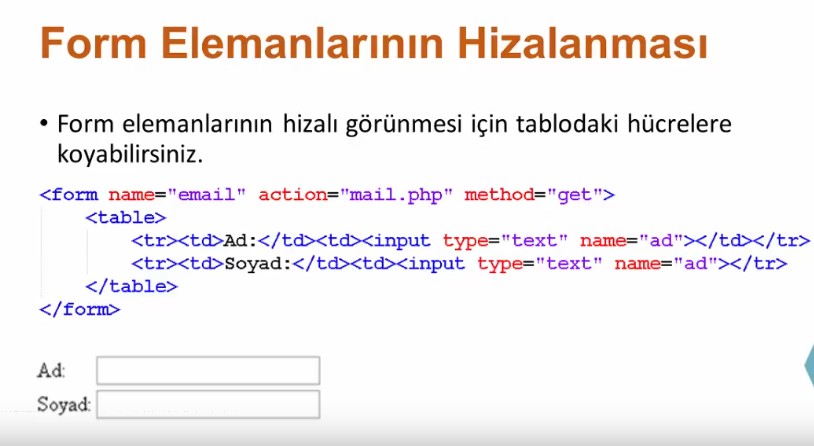 Form Elemanlarının Hizalanması
• Form elemanlarının hizalı görünmesi için tablodaki hücrelere
koyabilirsiniz.
<form name="email" action="mail.php" method="get">
<table>
<tr><td>Ad:</td><td><input type="text" name="ad"></td></tr>
<tr><td>Soyad:</td><td><input type="text" name="ad"></tr>
</table>
</form>
Ad:
Soyad: